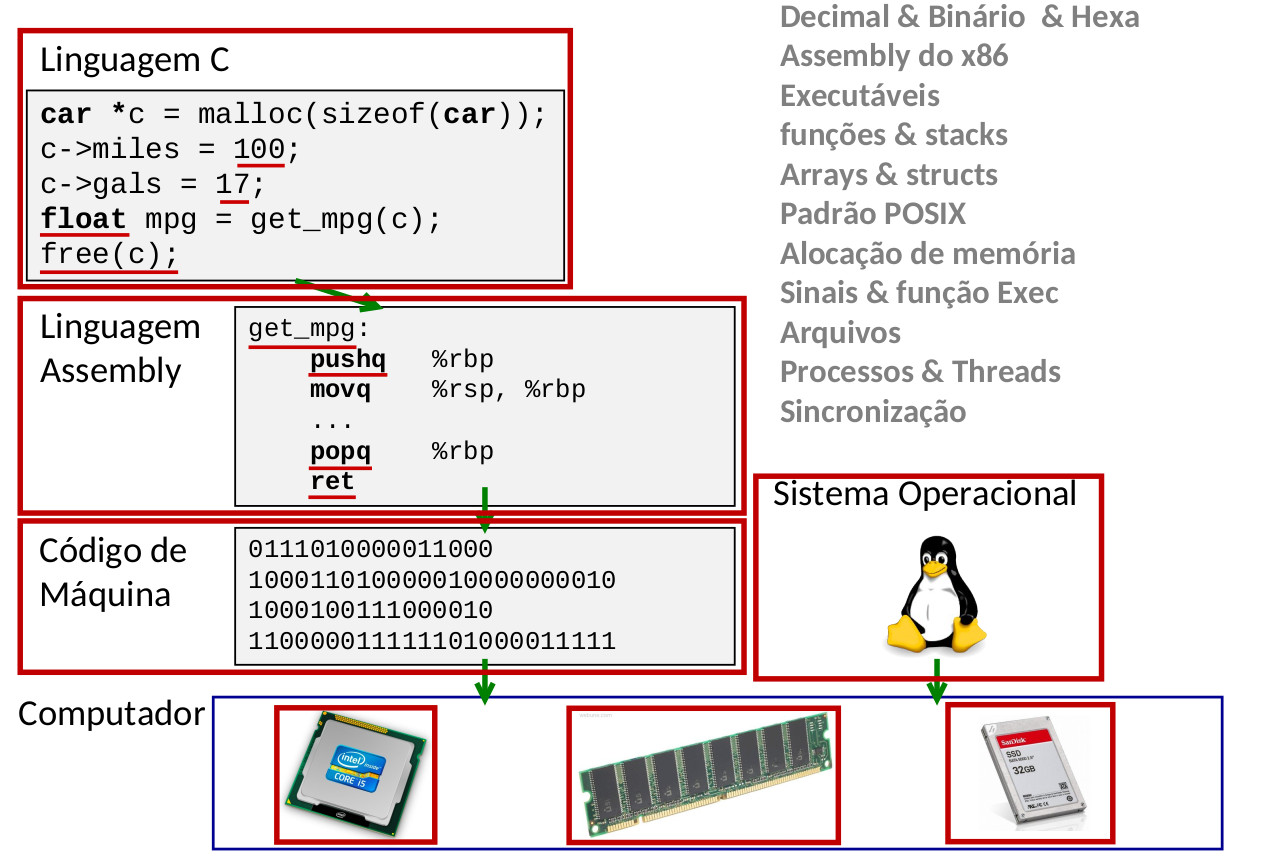 Decimal & Binário  & Hexa
Assembly do x86
Executáveis
funções & stacks
Arrays & structs
Padrão POSIX
Alocação de memória
Sinais & função Exec
Arquivos
Processos & Threads
Sincronização
Linguagem C
car *c = malloc(sizeof(car));
c->miles = 100;
c->gals = 17;
float mpg = get_mpg(c);
free(c);
Linguagem
Assembly
get_mpg:
pushq %rbp
movq %rsp, %rbp
...
popq %rbp
ret
Código de
Máquina
0111010000011000
100011010000010000000010
1000100111000010
110000011111101000011111
Sistema Operacional
Computador
intel inside
CORE i5
intel
SanDisk
SSD
32GB